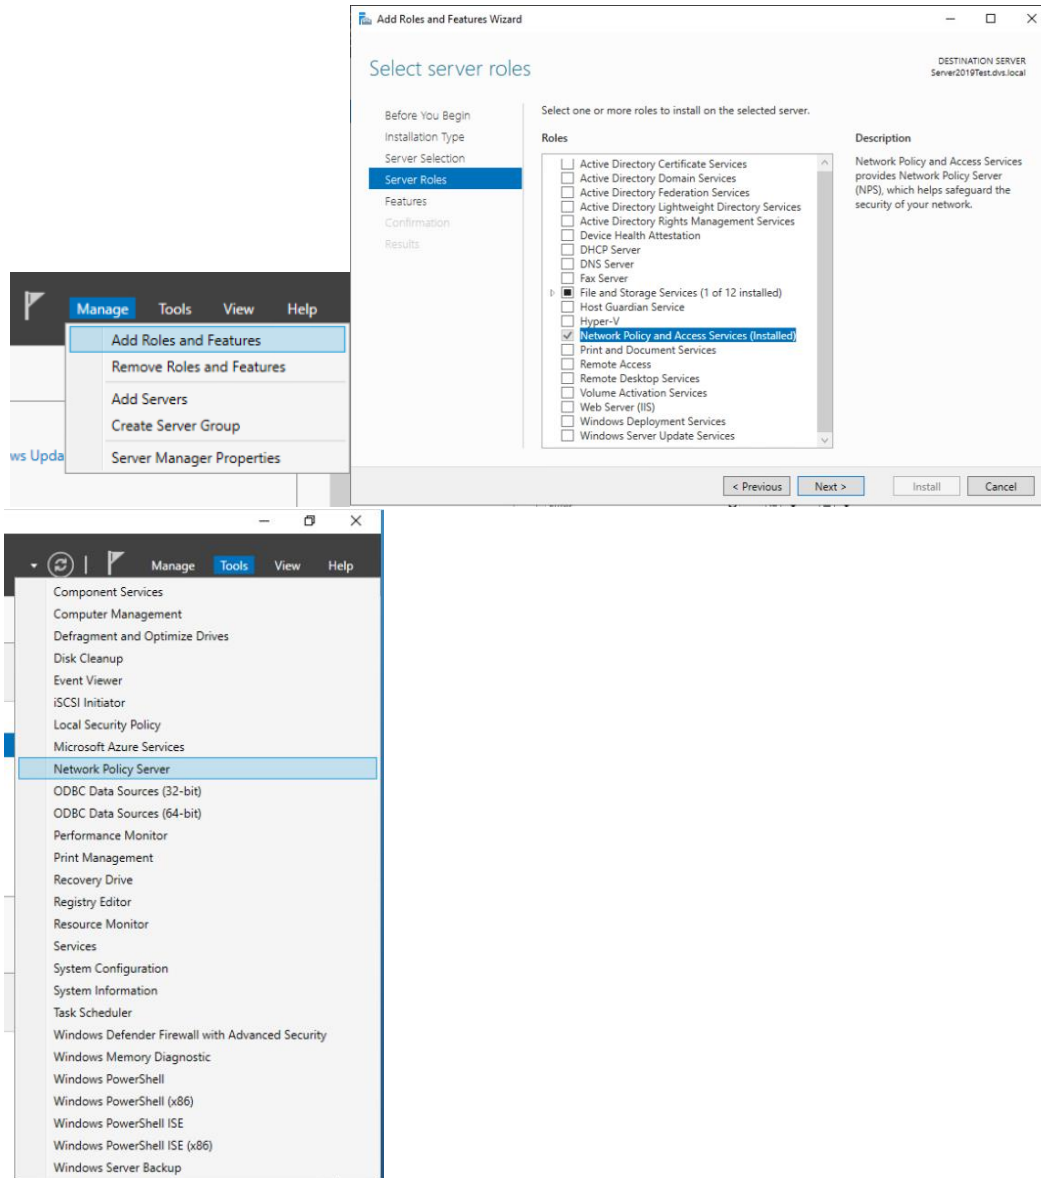 Add Roles and Features Wizard
Select server roles
DESTINATION SERVER
Server2019Test.dvs.local
Before You Begin
Installation Type
Server Selection
Server Roles
Features
Confirmation
Results
Select one or more roles to install on the selected server.
Roles
Active Directory Certificate Services
Active Directory Domain Services
Active Directory Federation Services
Active Directory Lightweight Directory Services
Active Directory Rights Management Services
Device Health Attestation
DHCP Server
DNS Server
Fax Server
File and Storage Services (1 of 12 installed)
Host Guardian Service
Hyper-V
Network Policy and Access Services (Installed)
Print and Document Services
Remote Access
Remote Desktop Services
Volume Activation Services
Web Server (IIS)
Windows Deployment Services
Windows Server Update Services
Description
Network Policy and Access Services
provides Network Policy Server
(NPS), which helps safeguard the
security of your network.
< Previous Next > Install Cancel
Manage Tools View Help
Add Roles and Features
Remove Roles and Features
Add Servers
Create Server Group
Server Manager Properties
ws Upda
Manage Tools View Help
Component Services
Computer Management
Defragment and Optimize Drives
Disk Cleanup
Event Viewer
iSCSI Initiator
Local Security Policy
Microsoft Azure Services
Network Policy Server
ODBC Data Sources (32-bit)
ODBC Data Sources (64-bit)
Performance Monitor
Print Management
Recovery Drive
Registry Editor
Resource Monitor
Services
System Configuration
System Information
Task Scheduler
Windows Defender Firewall with Advanced Security
Windows Memory Diagnostic
Windows PowerShell
Windows PowerShell (x86)
Windows PowerShell ISE
Windows PowerShell ISE (x86)
Windows Server Backup